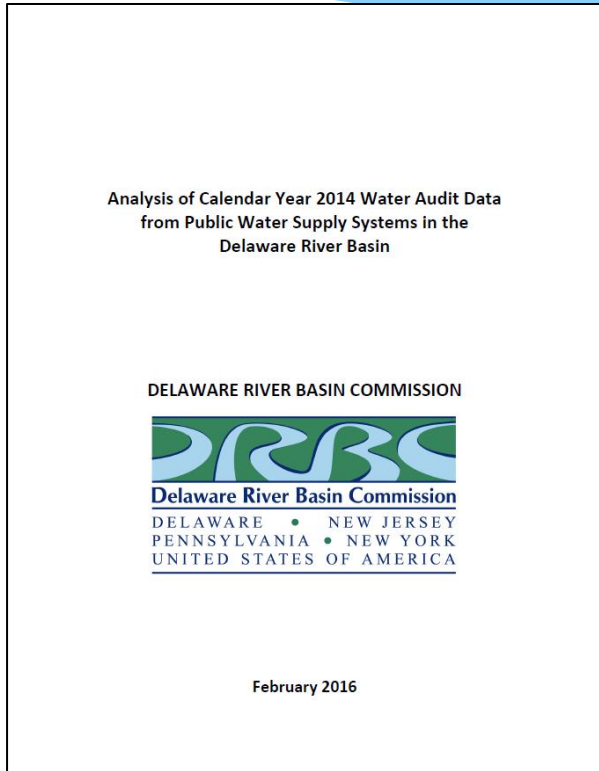 Analysis of Calendar Year 2014 Water Audit Data
from Public Water Supply Systems in the
Delaware River Basin
DELAWARE RIVER BASIN COMMISSION
DRBC
Delaware River Basin Commission
DELAWARE • NEW JERSEY
PENNSYLVANIA • NEW YORK
UNITED STATES OF AMERICA
February 2016